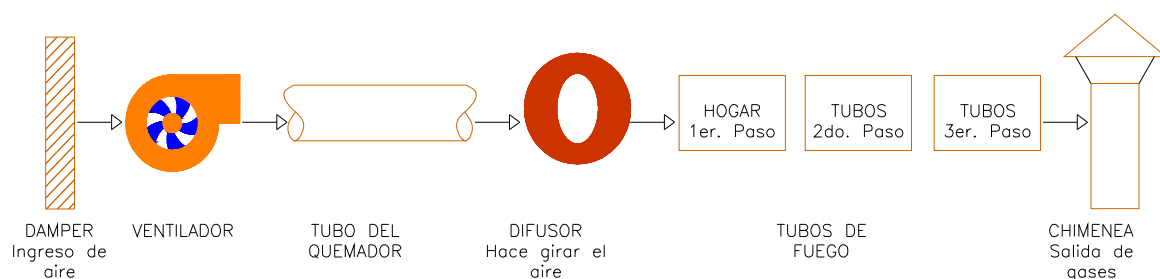 HOGAR
1er. Paso
TUBOS
2do. Paso
TUBOS
3er. Paso
DAMPER
Ingreso de
aire
VENTILADOR
TUBO DEL
QUEMADOR
DIFUSOR
Hace girar el
aire
TUBOS DE
FUEGO
CHIMENEA
Salida de
gases